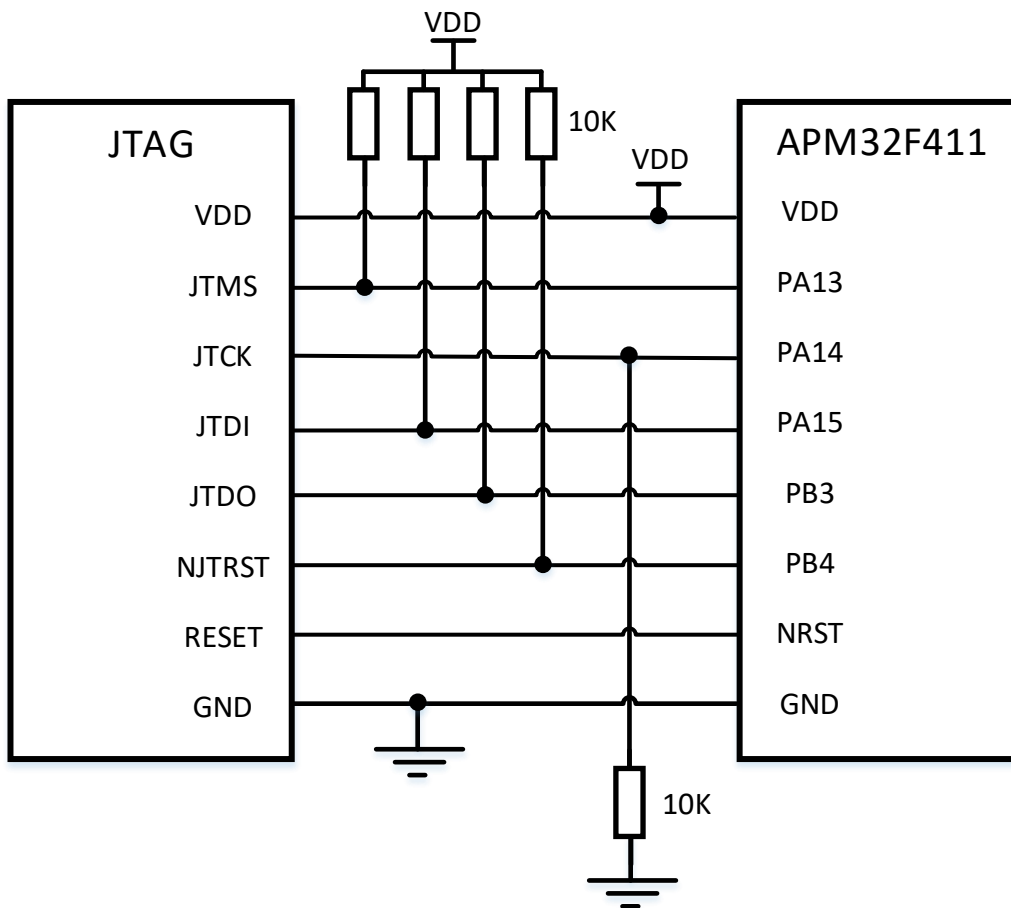 VDD
10K
JTAG
VDD
JTMS
JTCK
JTDI
JTDO
NJTRST
RESET
GND
VDD
APM32F411
VDD
PA13
PA14
PA15
PB3
PB4
NRST
GND
10K